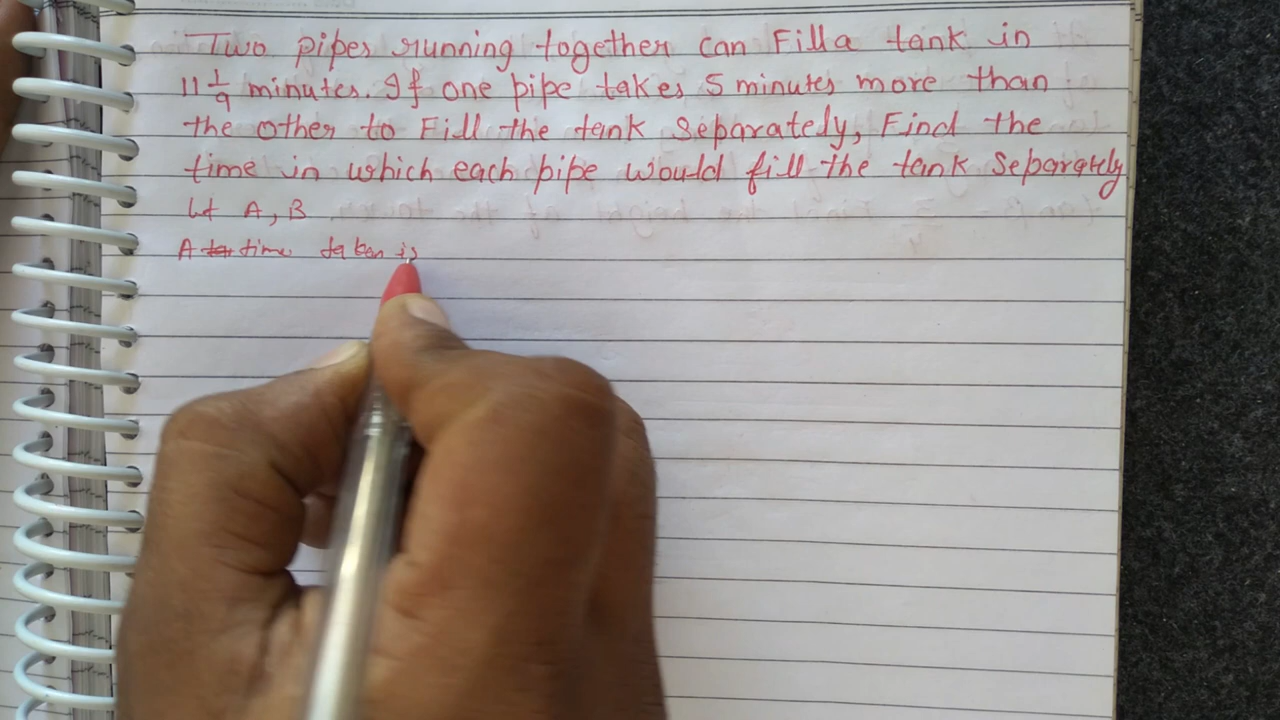 Two pipes running together can Fill a tank in
11 1/9 minutes. If one pipe takes 5 minutes more than
the other to Fill the tank Separately, Find the
time in which each pipe would fill the tank Separately
Let A, B
A time taken is